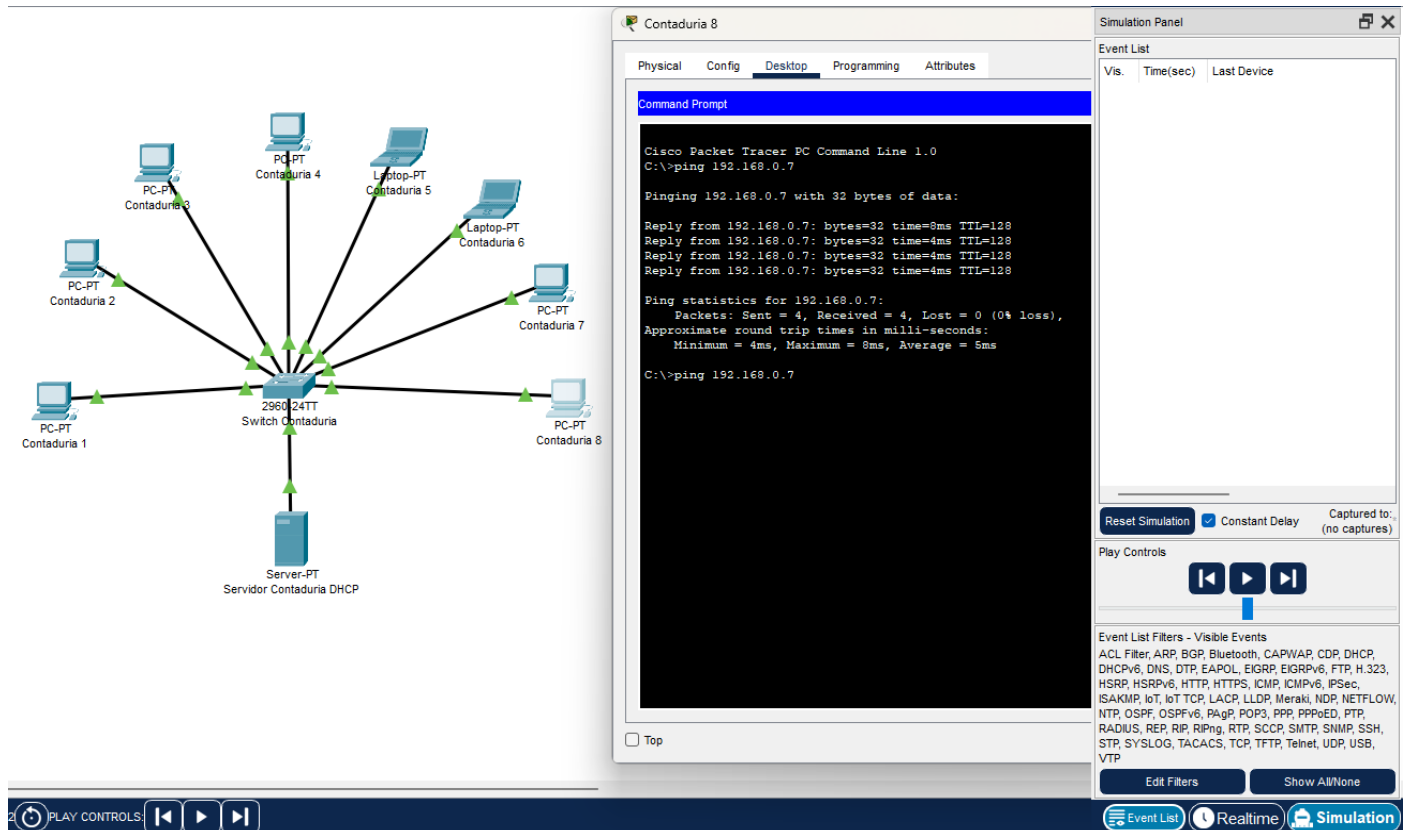 PC-PT
Contaduria 4
PC-PT
Contaduria 3
Laptop-PT
Contaduria 5
Laptop-PT
Contaduria 6
PC-PT
Contaduria 2
PC-PT
Contaduria 7
PC-PT
Contaduria 1
2960-24TT
Switch Contaduria
PC-PT
Contaduria 8
Server-PT
Servidor Contaduria DHCP
Contaduria 8
Physical Config Desktop Programming Attributes
Command Prompt
Cisco Packet Tracer PC Command Line 1.0
C:\>ping 192.168.0.7
Pinging 192.168.0.7 with 32 bytes of data:
Reply from 192.168.0.7: bytes=32 time=8ms TTL=128
Reply from 192.168.0.7: bytes=32 time=4ms TTL=128
Reply from 192.168.0.7: bytes=32 time=4ms TTL=128
Reply from 192.168.0.7: bytes=32 time=4ms TTL=128
Ping statistics for 192.168.0.7:
Packets: Sent = 4, Received = 4, Lost = 0 (0% loss),
Approximate round trip times in milli-seconds:
Minimum = 4ms, Maximum = 8ms, Average = 5ms
C:\>ping 192.168.0.7
Top
Simulation Panel
Event List
Vis. Time(sec) Last Device
Reset Simulation Constant Delay Captured to:
(no captures)
Play Controls
Event List Filters - Visible Events
ACL Filter, ARP, BGP, Bluetooth, CAPWAP, CDP, DHCP,
DHCPv6, DNS, DTP, EAPOL, EIGRP, EIGRPv6, FTP, H.323,
HSRP, HSRPv6, HTTP, HTTPS, ICMP, ICMPv6, IPSec,
ISAKMP, IoT, IoT TCP, LACP, LLDP, Meraki, NDP, NETFLOW,
NTP, OSPF, OSPFv6, PAgP, POP3, PPP, PPPoED, PTP,
RADIUS, REP, RIP, RIPng, RTP, SCCP, SMTP, SNMP, SSH,
STP, SYSLOG, TACACS, TCP, TFTP, Telnet, UDP, USB,
VTP
Edit Filters Show All/None
PLAY CONTROLS:
Event List Realtime Simulation